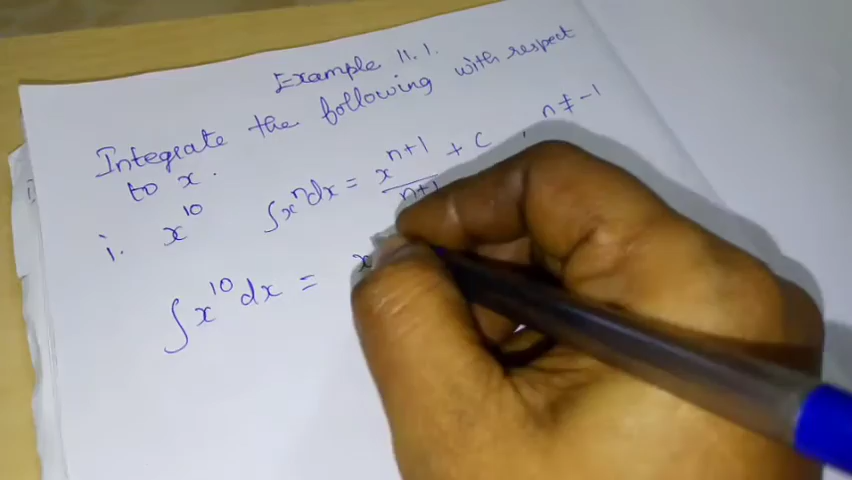 Example 11.1.
Integrate the following with respect
to x.
i. x^10 ∫x^n dx = x^(n+1)/(n+1) + C , n ≠ -1
∫x^10 dx = x